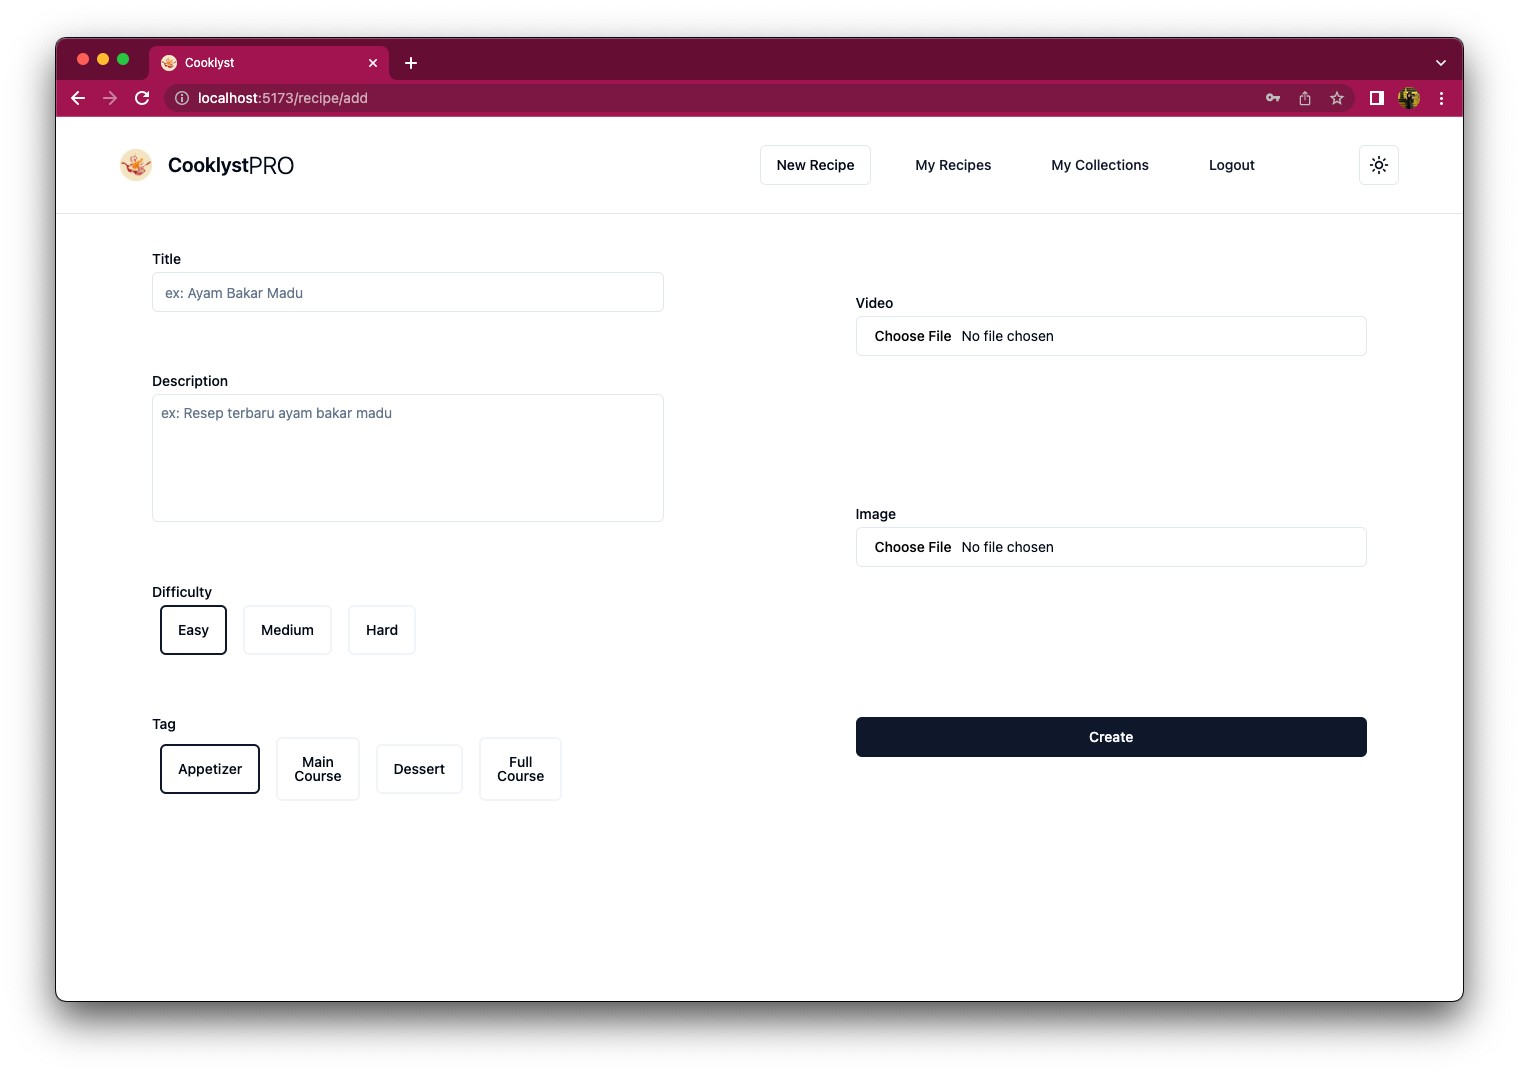 Cooklyst
localhost:5173/recipe/add
CooklystPRO
New Recipe
My Recipes
My Collections
Logout
Title
ex: Ayam Bakar Madu
Description
ex: Resep terbaru ayam bakar madu
Difficulty
Easy
Medium
Hard
Tag
Appetizer
Main
Course
Dessert
Full
Course
Video
Choose File No file chosen
Image
Choose File No file chosen
Create